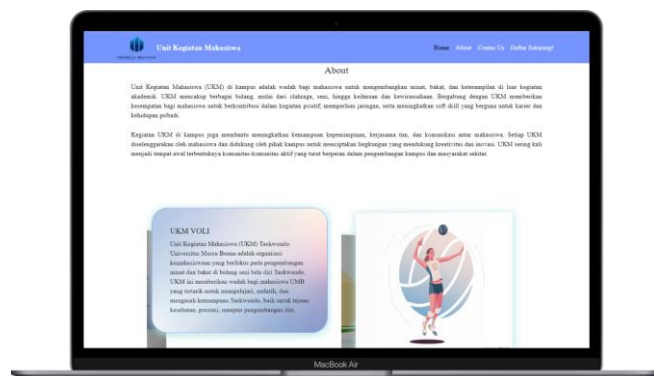 Unit Kegiatan Mahasiswa
Home About Contac Us Daftar Sekarang!
About
Unit Kegiatan Mahasiswa (UKM) di kampus adalah wadah bagi mahasiswa untuk mengembangkan minat, bakat, dan keterampilan di luar kegiatan
akademik. UKM mencakup berbagai bidang, mulai dari olahraga, seni, hingga keilmuan dan kewirausahaan. Bergabung dengan UKM memberikan
kesempatan bagi mahasiswa untuk berkontribusi dalam kegiatan positif, memperluas jaringan, serta meningkatkan soft skill yang berguna untuk karier dan
kehidupan pribadi.
Kegiatan UKM di kampus juga membantu meningkatkan kemampuan kepemimpinan, kerjasama tim, dan komunikasi antar mahasiswa. Setiap UKM
diselenggarakan oleh mahasiswa dan didukung oleh pihak kampus untuk menciptakan lingkungan yang mendukung kreativitas dan inovasi. UKM sering kali
menjadi tempat awal terbentuknya komunitas-komunitas aktif yang turut berperan dalam pengembangan kampus dan masyarakat sekitar.
UKM VOLI
Unit Kegiatan Mahasiswa (UKM) Taekwondo
Universitas Mercu Buana adalah organisasi
kemahasiswaan yang berfokus pada pengembangan
minat dan bakat di bidang seni bela diri Taekwondo.
UKM ini memberikan wadah bagi mahasiswa UMB
yang tertarik untuk mempelajari, melatih, dan
mengasah kemampuan Taekwondo, baik untuk tujuan
kesehatan, prestasi, maupun pengembangan diri.
MacBook Air